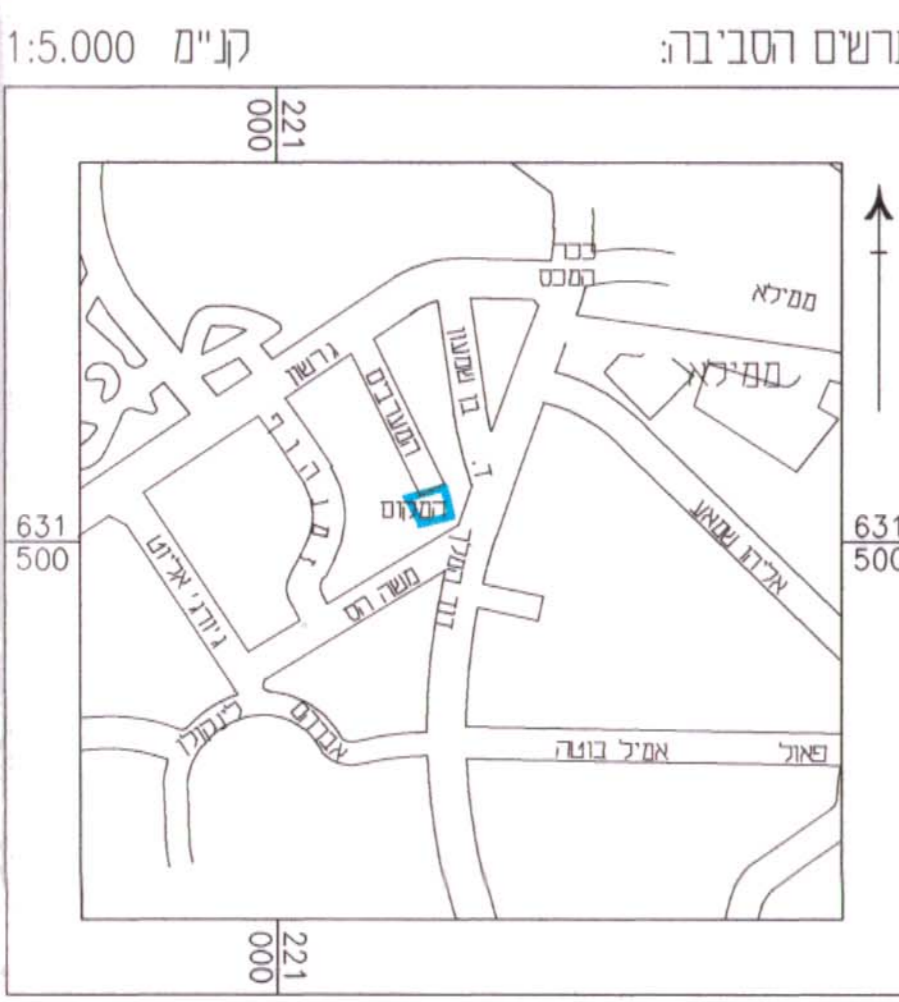 תרשים הסביבה:
קנ"מ 1:5.000
221
000
ככר
המכס
ממילא
ממילא
גרשון
בן שמעון
המערבים
ד.
המקום
631
500
631
500
אליהו שמאע
דוד המלך
משה הס
ג'ורג' אליוט
לינקולן
אברהם
אמיל בוטה
פאול
221
000